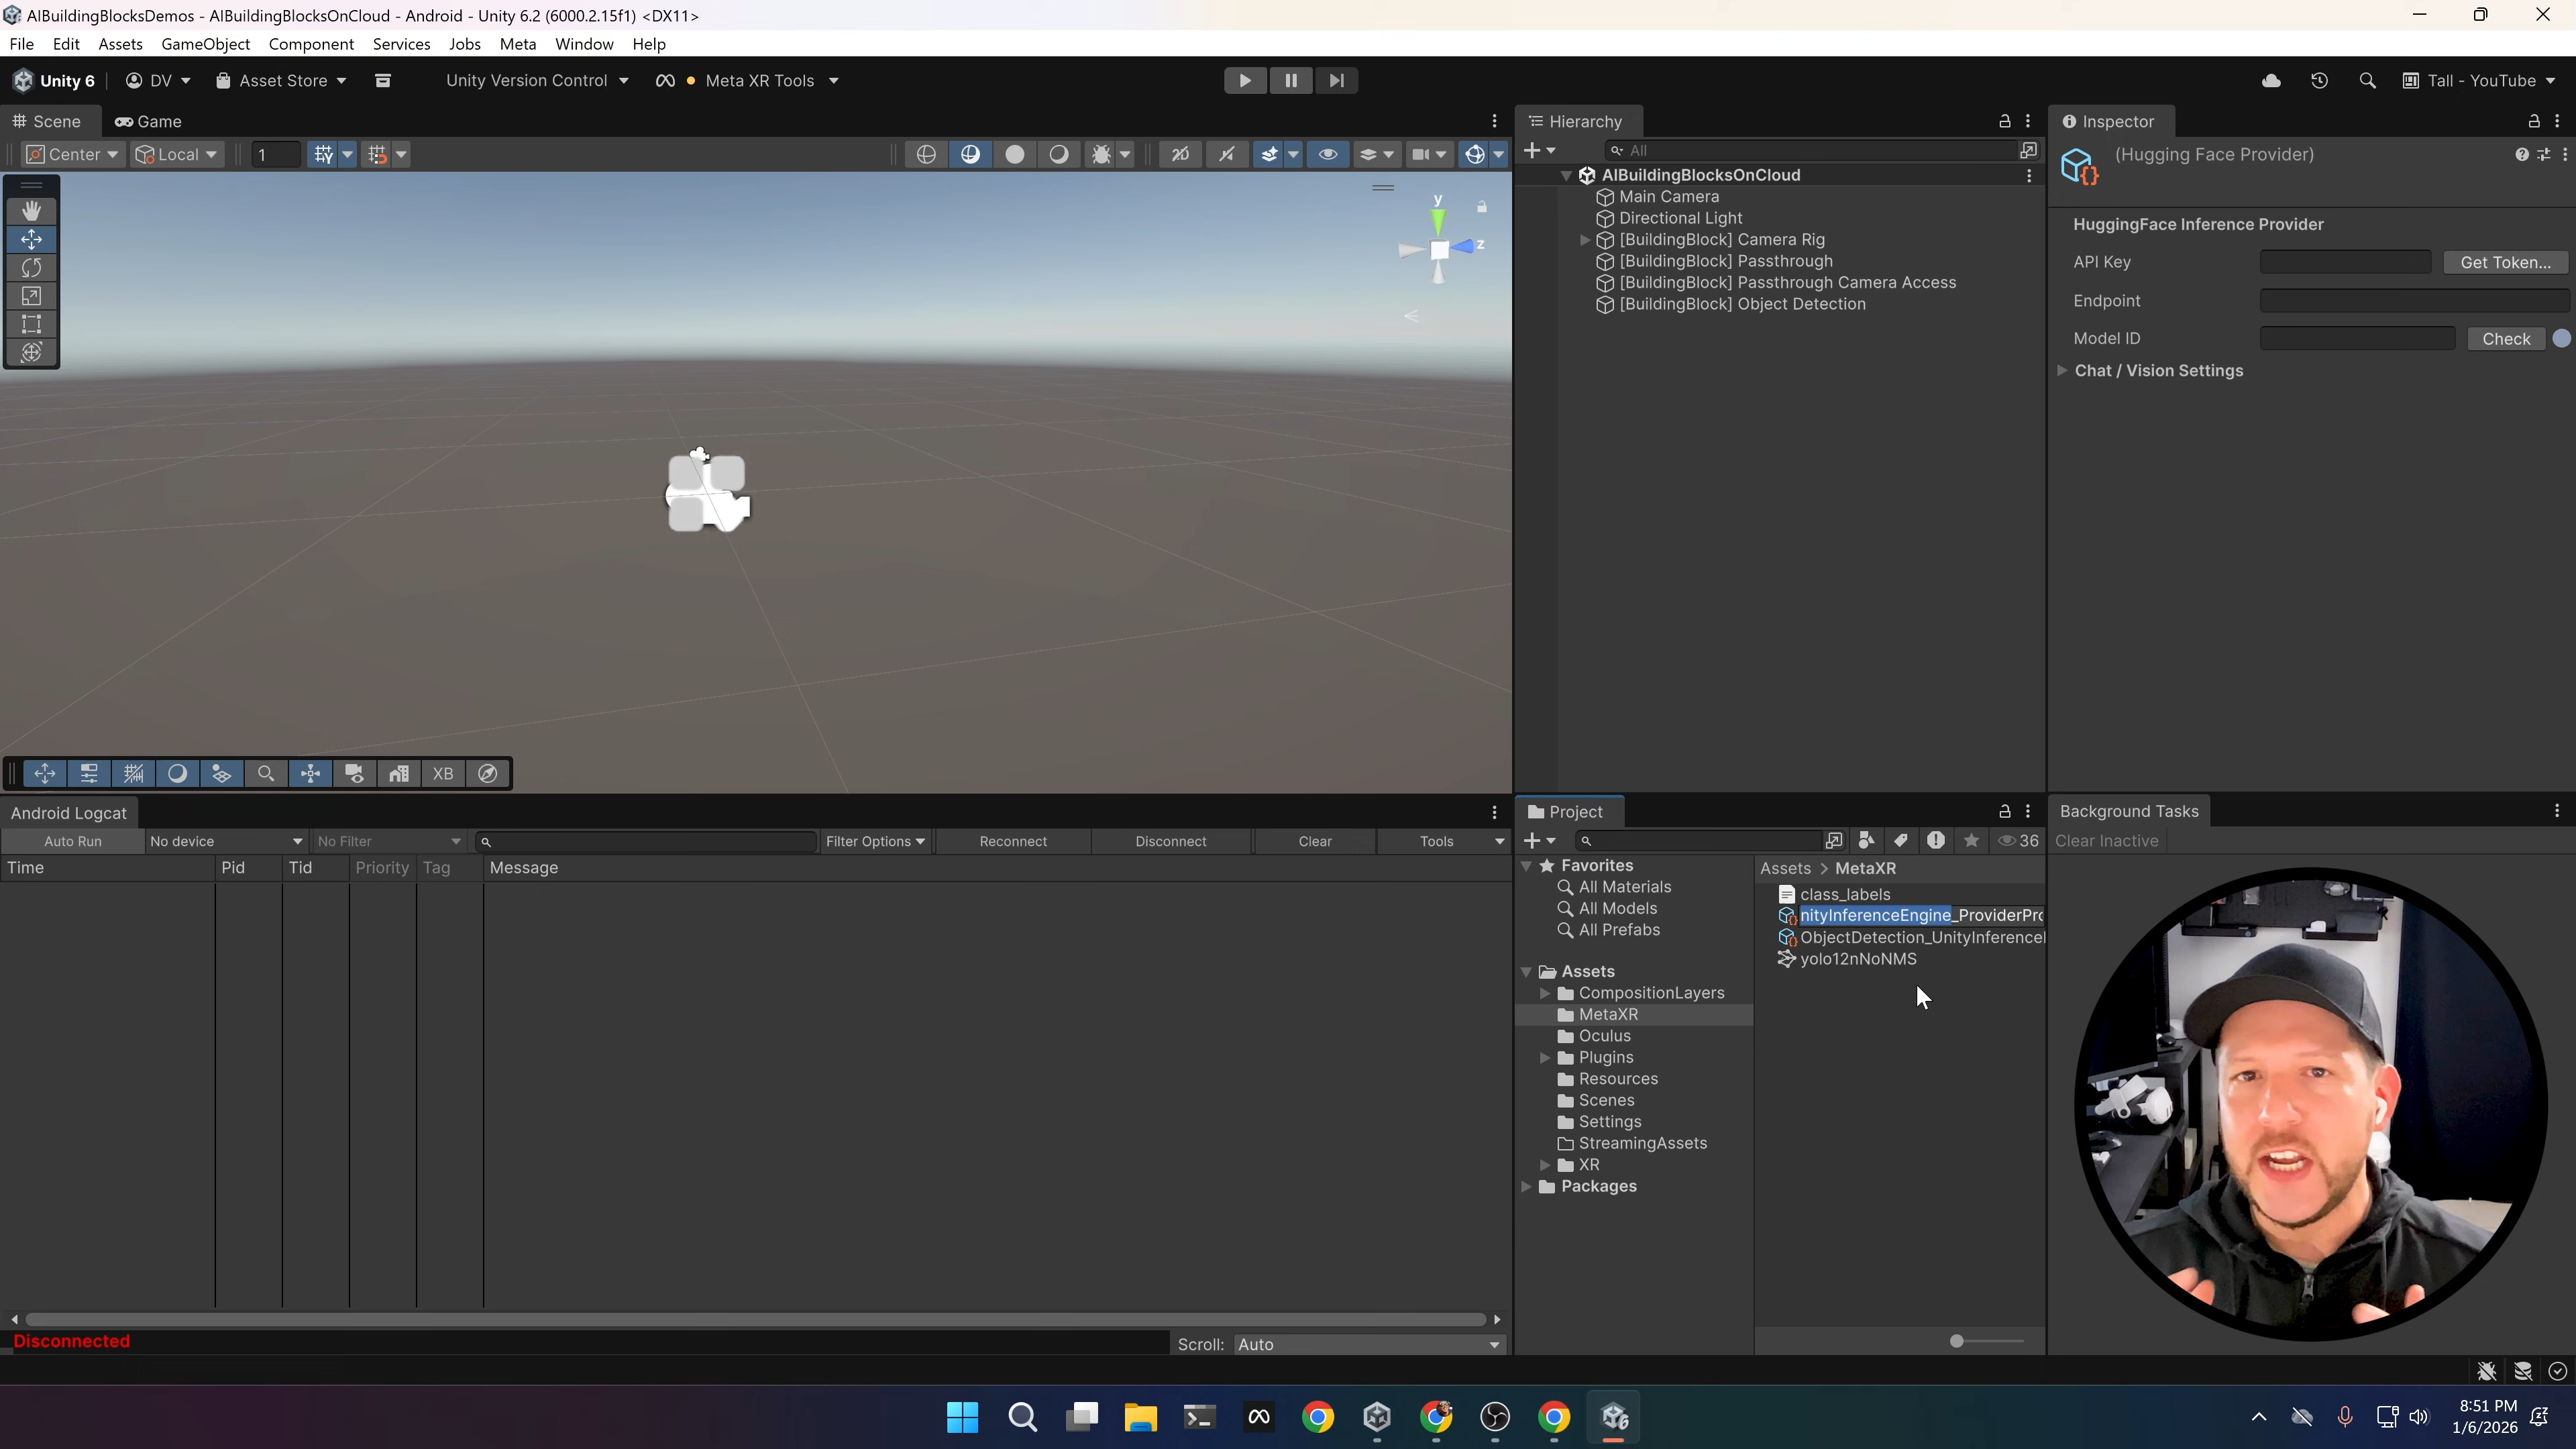 AIBuildingBlocksDemos - AIBuildingBlocksOnCloud - Android - Unity 6.2 (6000.2.15f1) <DX11>
File Edit Assets GameObject Component Services Jobs Meta Window Help
Unity 6 DV Asset Store Unity Version Control Meta XR Tools Tall - YouTube
Scene Game
Center Local 1
2D
y
z
XB
Hierarchy
All
AIBuildingBlocksOnCloud
Main Camera
Directional Light
[BuildingBlock] Camera Rig
[BuildingBlock] Passthrough
[BuildingBlock] Passthrough Camera Access
[BuildingBlock] Object Detection
Inspector
(Hugging Face Provider)
HuggingFace Inference Provider
API Key Get Token...
Endpoint
Model ID Check
Chat / Vision Settings
Android Logcat
Auto Run No device No Filter Filter Options Reconnect Disconnect Clear Tools
Time Pid Tid Priority Tag Message
Disconnected
Scroll: Auto
Project
36
Favorites
All Materials
All Models
All Prefabs
Assets
CompositionLayers
MetaXR
Oculus
Plugins
Resources
Scenes
Settings
StreamingAssets
XR
Packages
Assets > MetaXR
class_labels
nityInferenceEngine_ProviderPro
ObjectDetection_UnityInferenceI
yolo12nNoNMS
Background Tasks
Clear Inactive
8:51 PM
1/6/2026